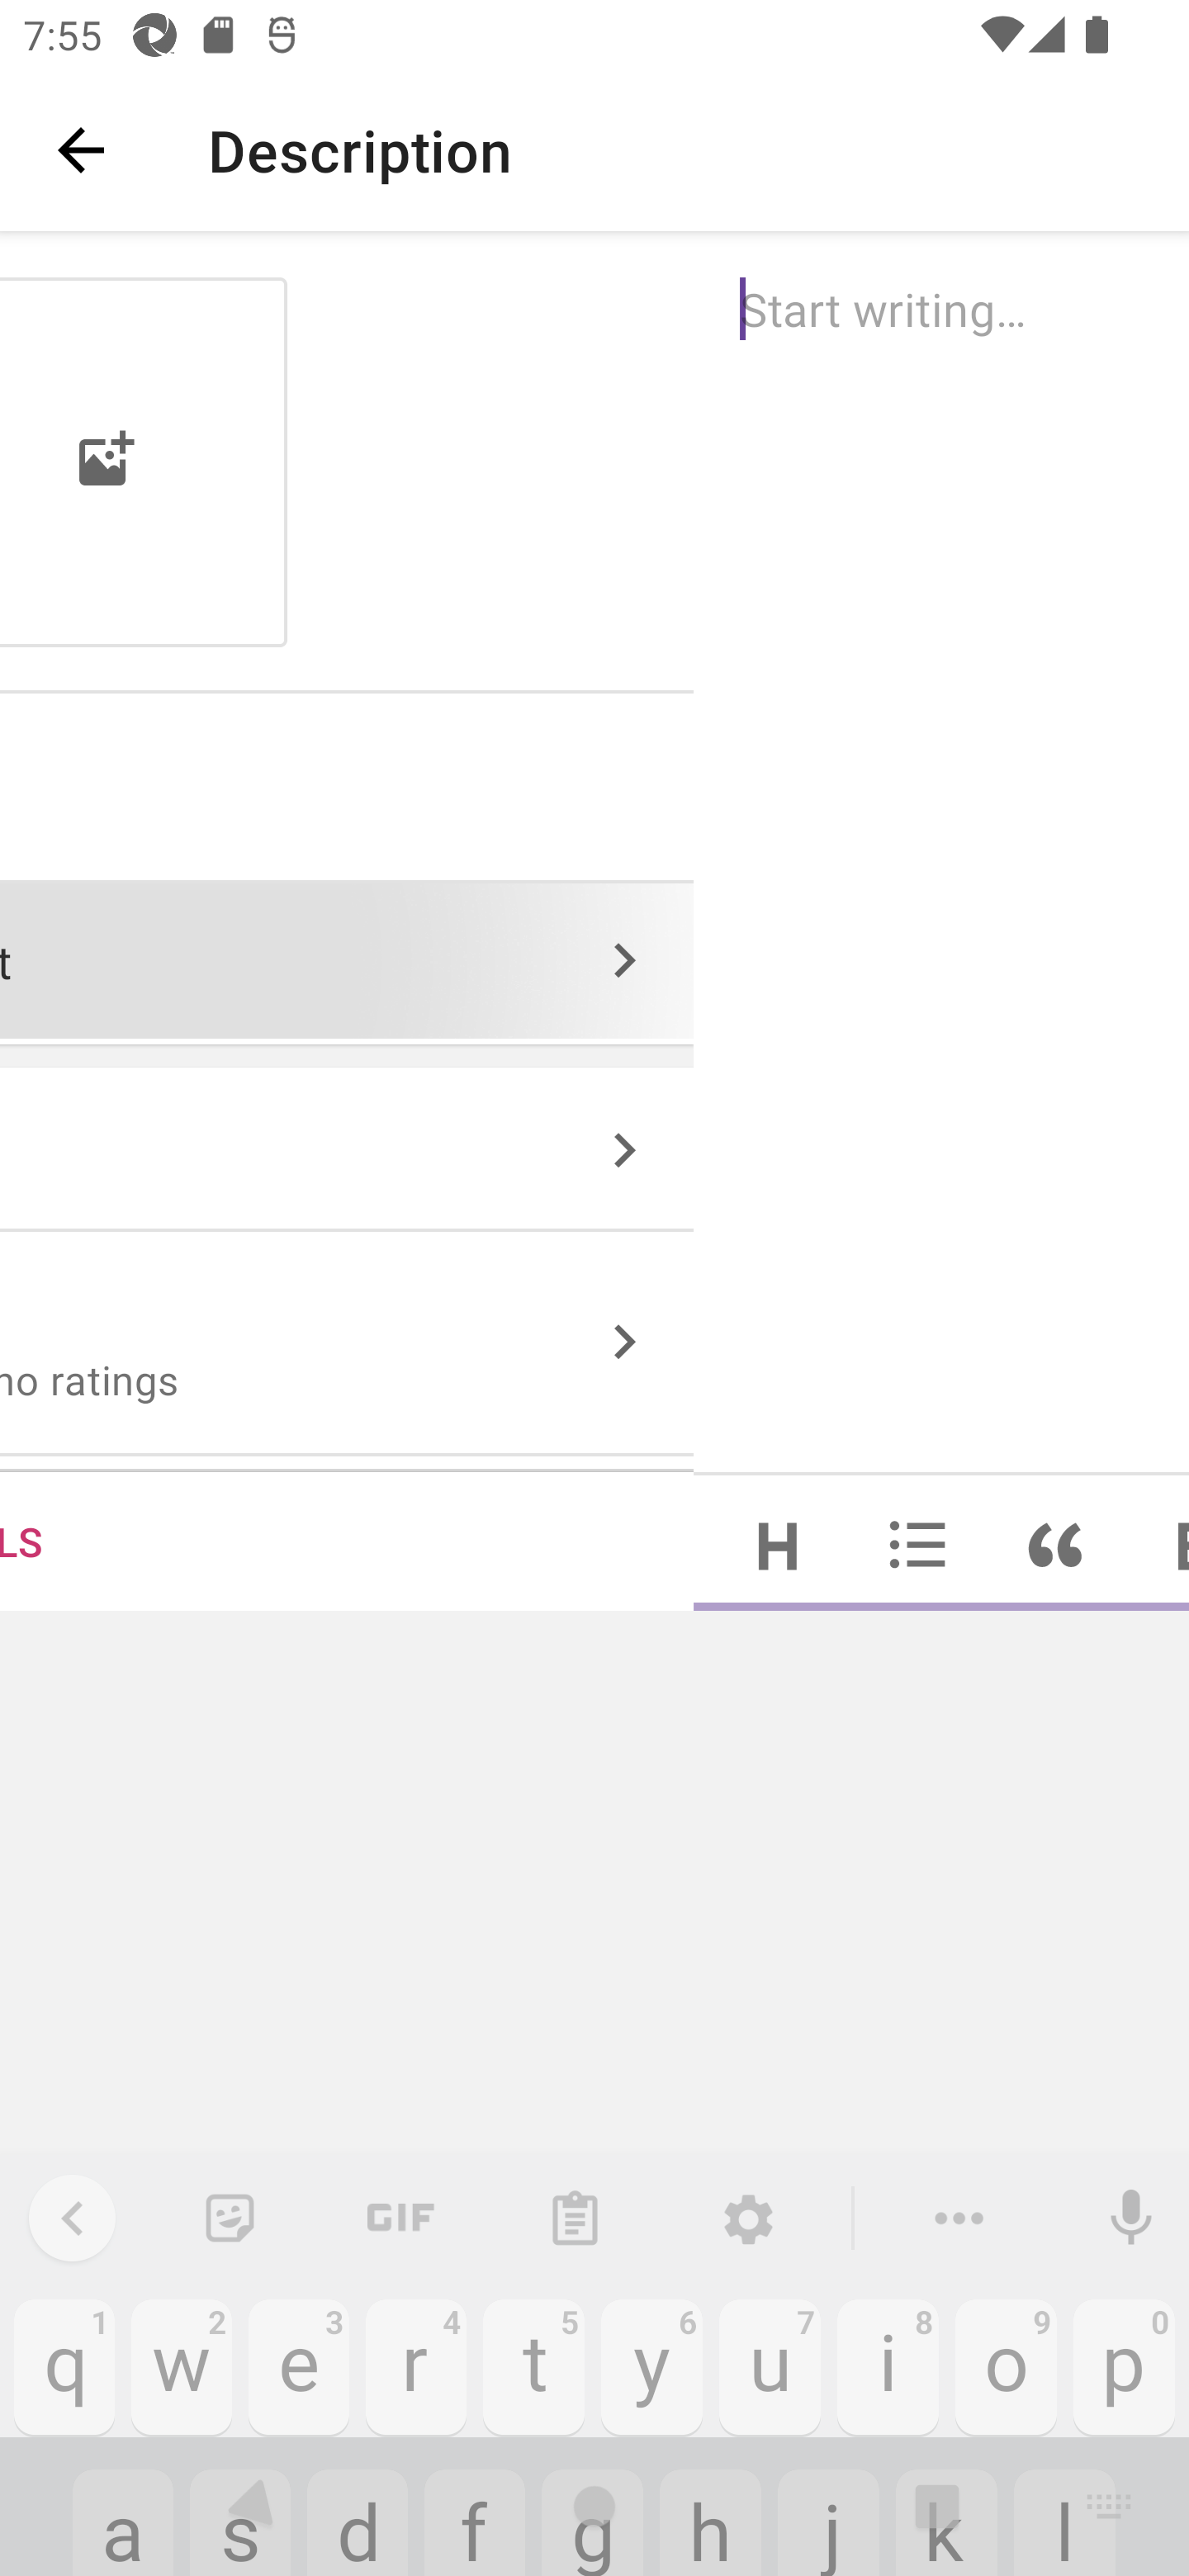 7:55
Description
Start writing…
t
no ratings
LS
H
GIF
1 2 3 4 5 6 7 8 9 0
q w e r t y u i o p
a s d f g h j k l